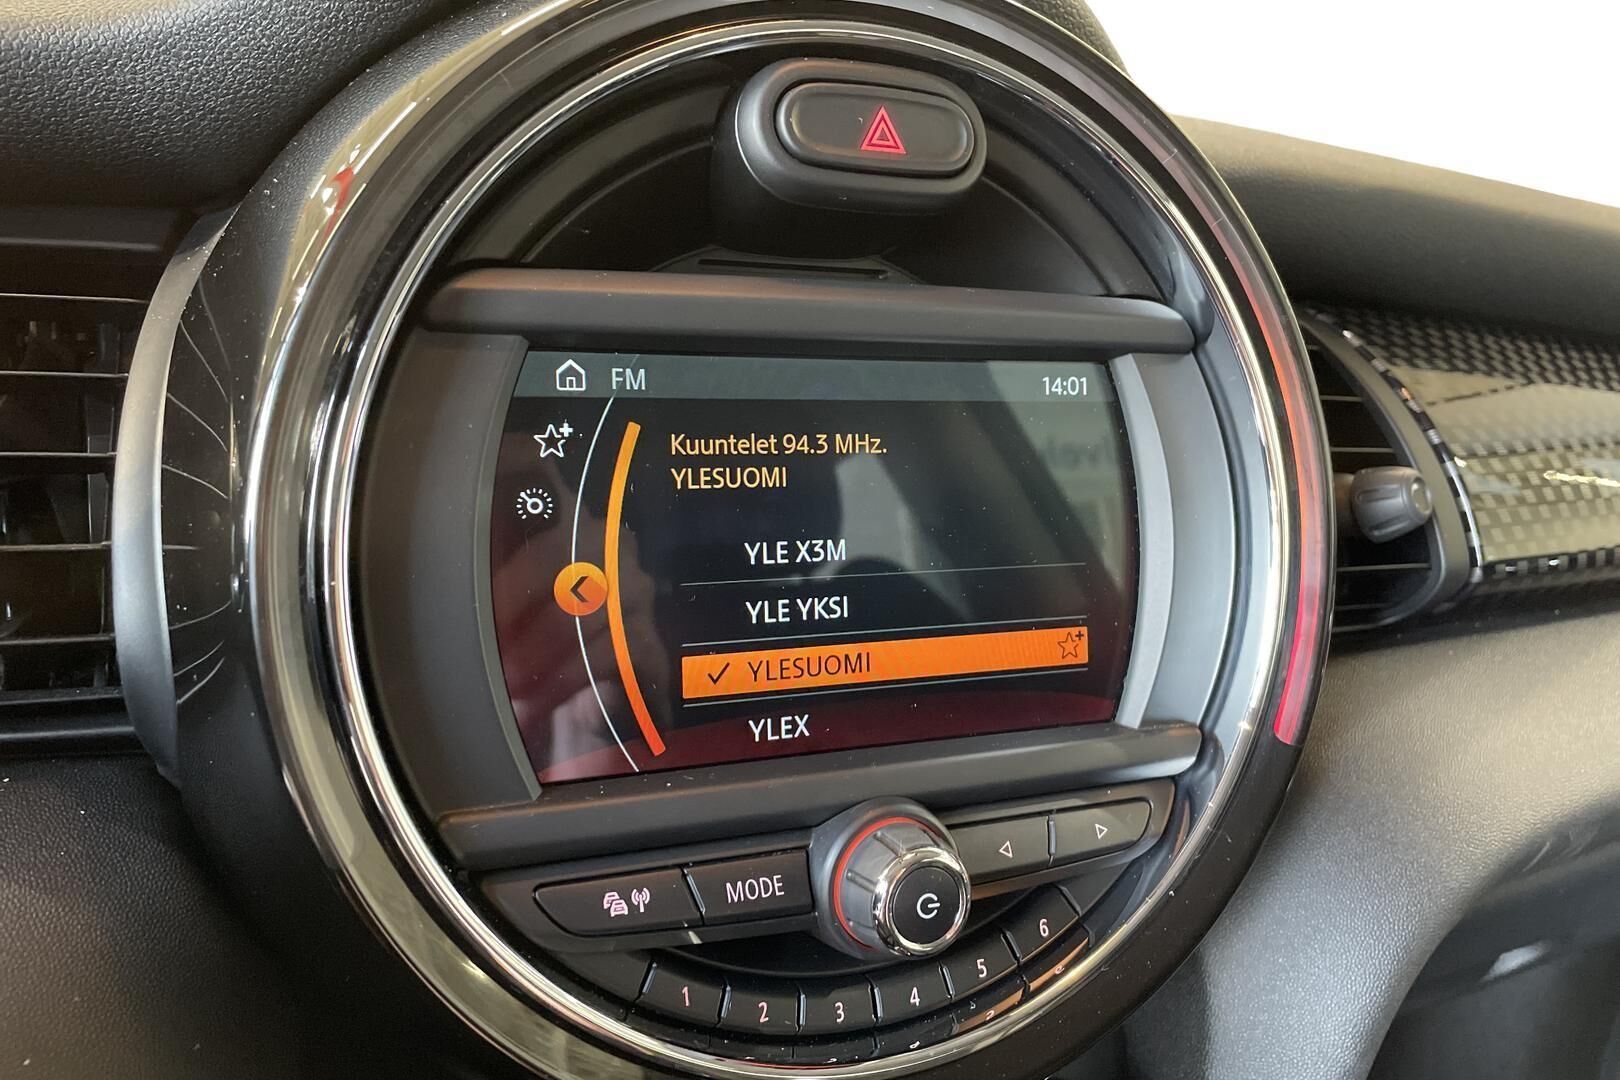 FM
14:01
Kuuntelet 94.3 MHz.
YLESUOMI
YLE X3M
YLE YKSI
YLESUOMI
YLEX
MODE
1 2 3 4 5 6